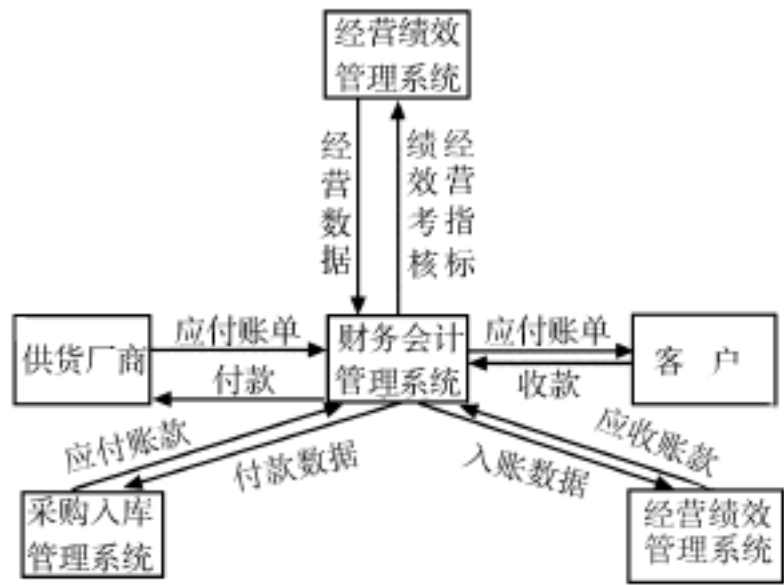 经营绩效
管理系统
经营数据
绩效考核
经营指标
供货厂商
应付账单
付款
财务会计
管理系统
应付账单
收款
客 户
应付账款
付款数据
入账数据
应收账款
采购入库
管理系统
经营绩效
管理系统